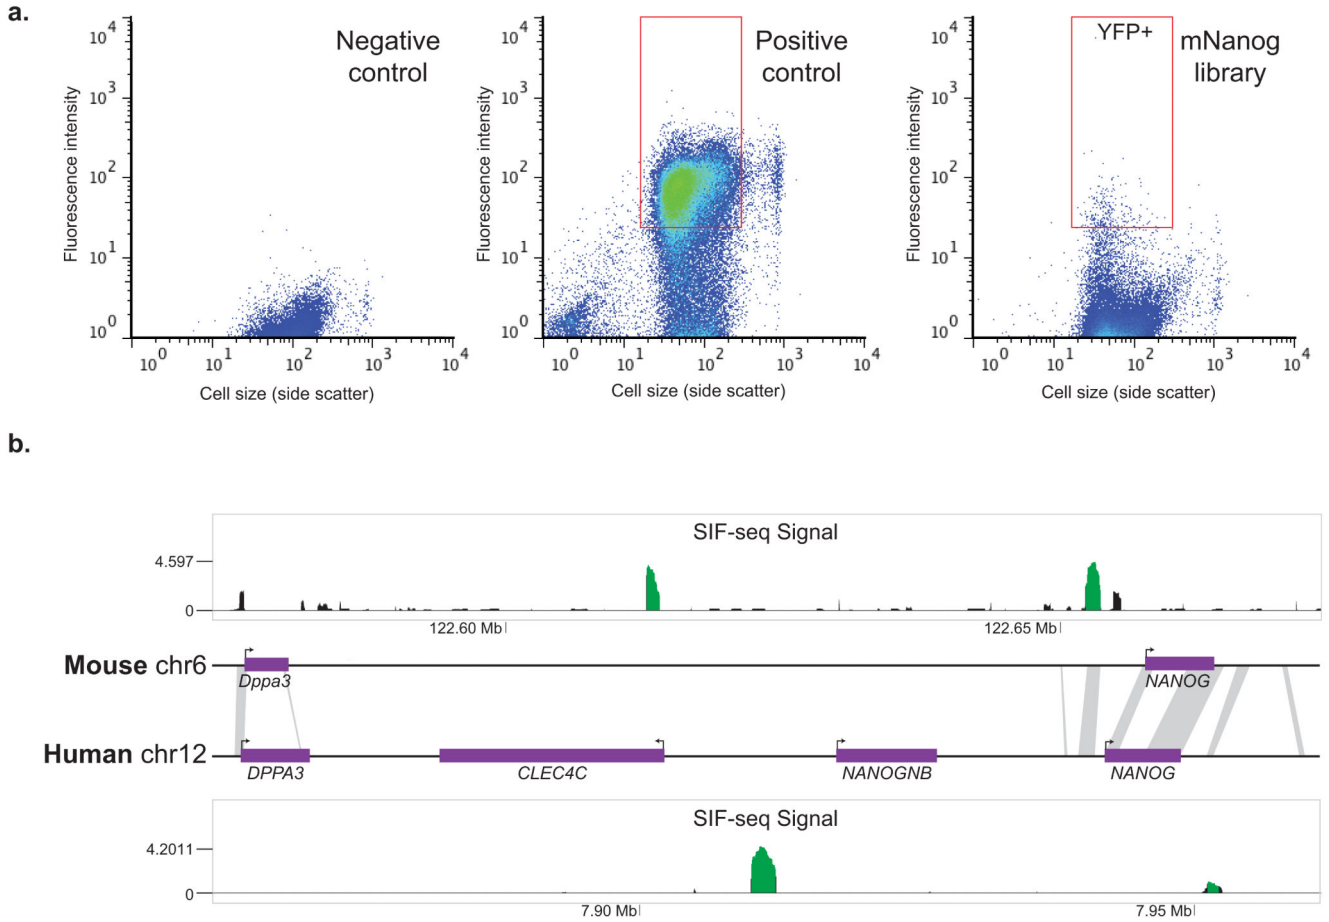 a.
Negative
control
Fluorescence intensity
10^4
10^3
10^2
10^1
10^0
10^0 10^1 10^2 10^3 10^4
Cell size (side scatter)
Positive
control
Fluorescence intensity
10^4
10^3
10^2
10^1
10^0
10^0 10^1 10^2 10^3 10^4
Cell size (side scatter)
YFP+
mNanog
library
Fluorescence intensity
10^4
10^3
10^2
10^1
10^0
10^0 10^1 10^2 10^3 10^4
Cell size (side scatter)
b.
SIF-seq Signal
4.597
0
122.60 Mb 122.65 Mb
Mouse chr6
Dppa3 NANOG
Human chr12
DPPA3 CLEC4C NANOGNB NANOG
SIF-seq Signal
4.2011
0
7.90 Mb 7.95 Mb